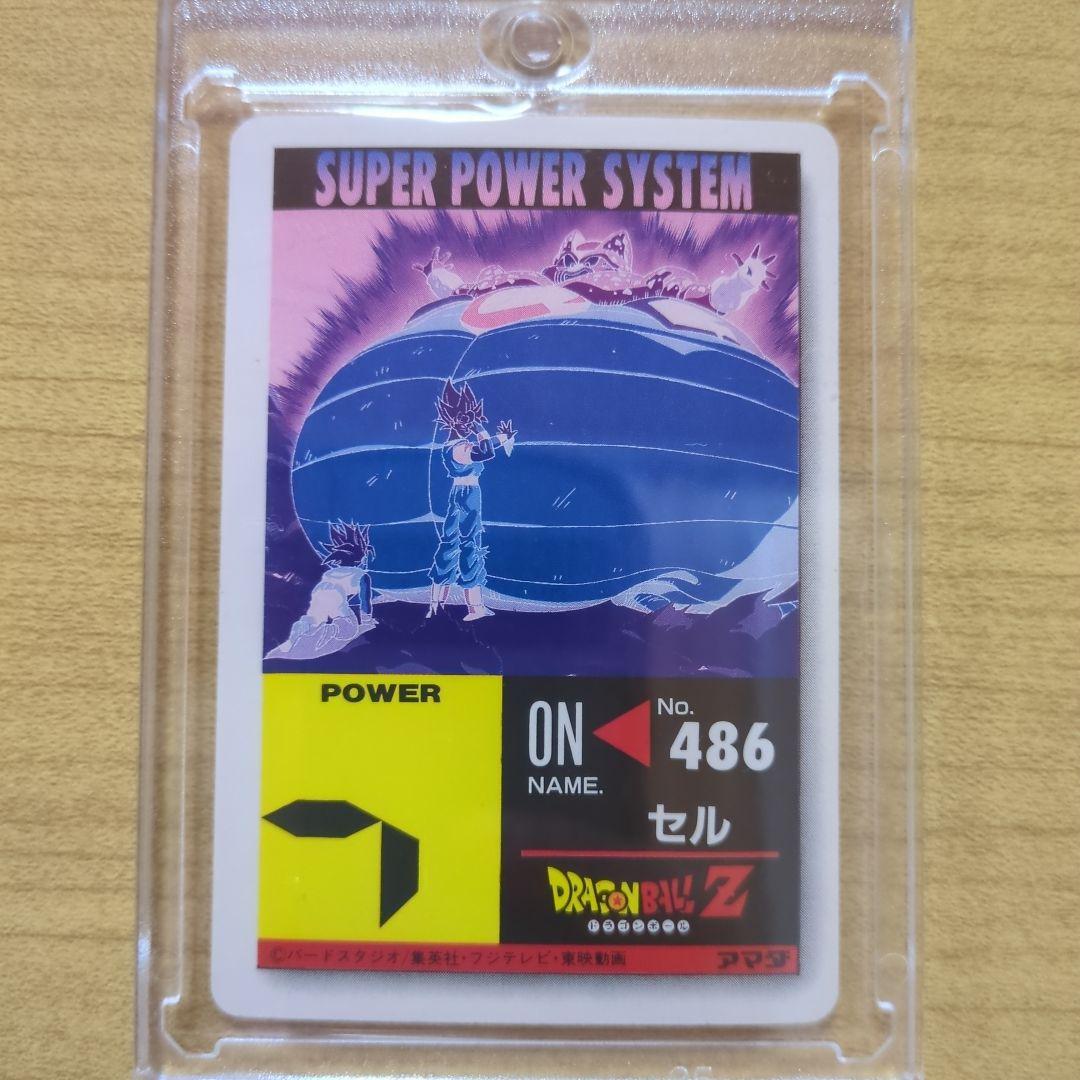 SUPER POWER SYSTEM
POWER
ON
No.
486
NAME.
セル
DRAGON BALL Z
ドラゴンボール
©バードスタジオ/集英社・フジテレビ・東映動画
アマダ